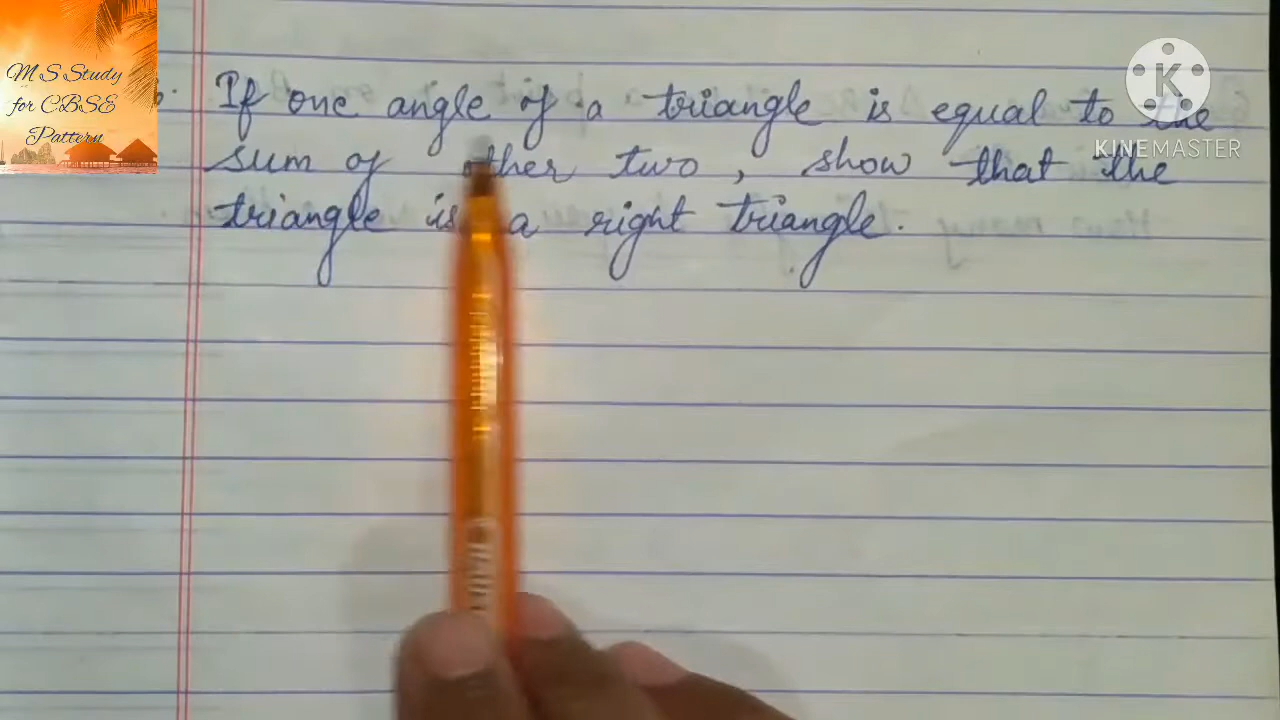 M S Study
for CBSE
Pattern
If one angle of a triangle is equal to the
sum of other two, show that the
triangle is a right triangle.
K
KINEMASTER